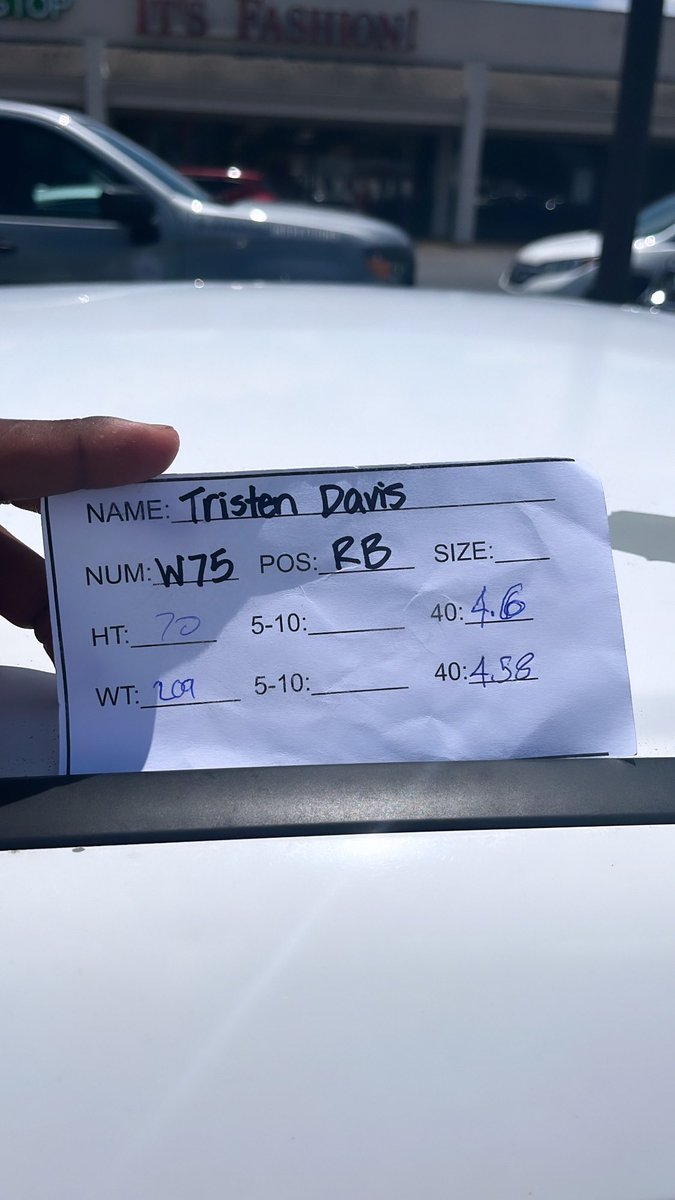 STOP
IT'S FASHION!
NAME: Tristen Davis
NUM: W75 POS: RB SIZE:
HT: 70 5-10: 40: 4.6
WT: 209 5-10: 40: 4.58